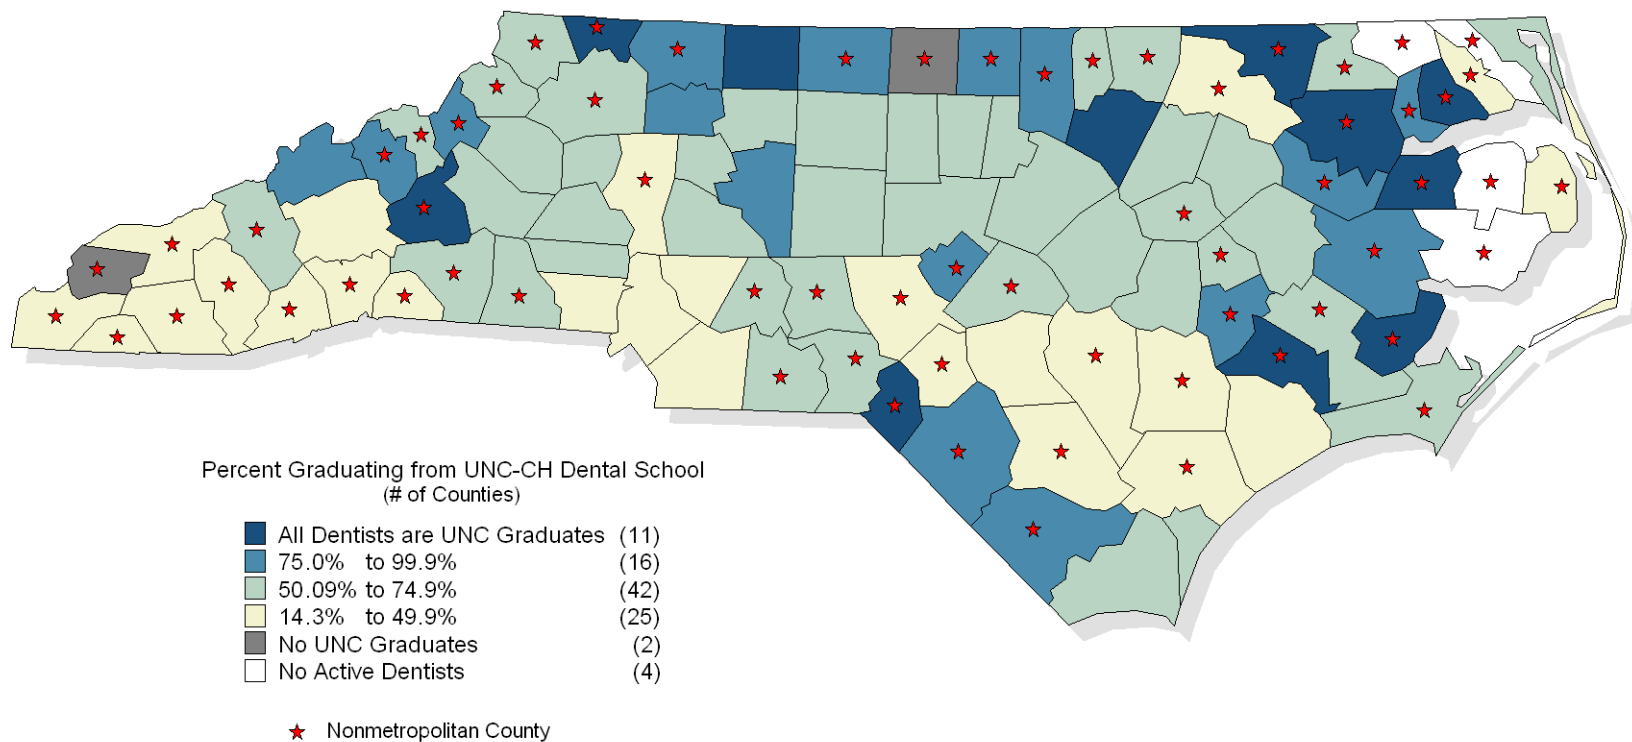 Percent Graduating from UNC-CH Dental School
(# of Counties)
All Dentists are UNC Graduates (11)
75.0% to 99.9% (16)
50.09% to 74.9% (42)
14.3% to 49.9% (25)
No UNC Graduates (2)
No Active Dentists (4)
Nonmetropolitan County